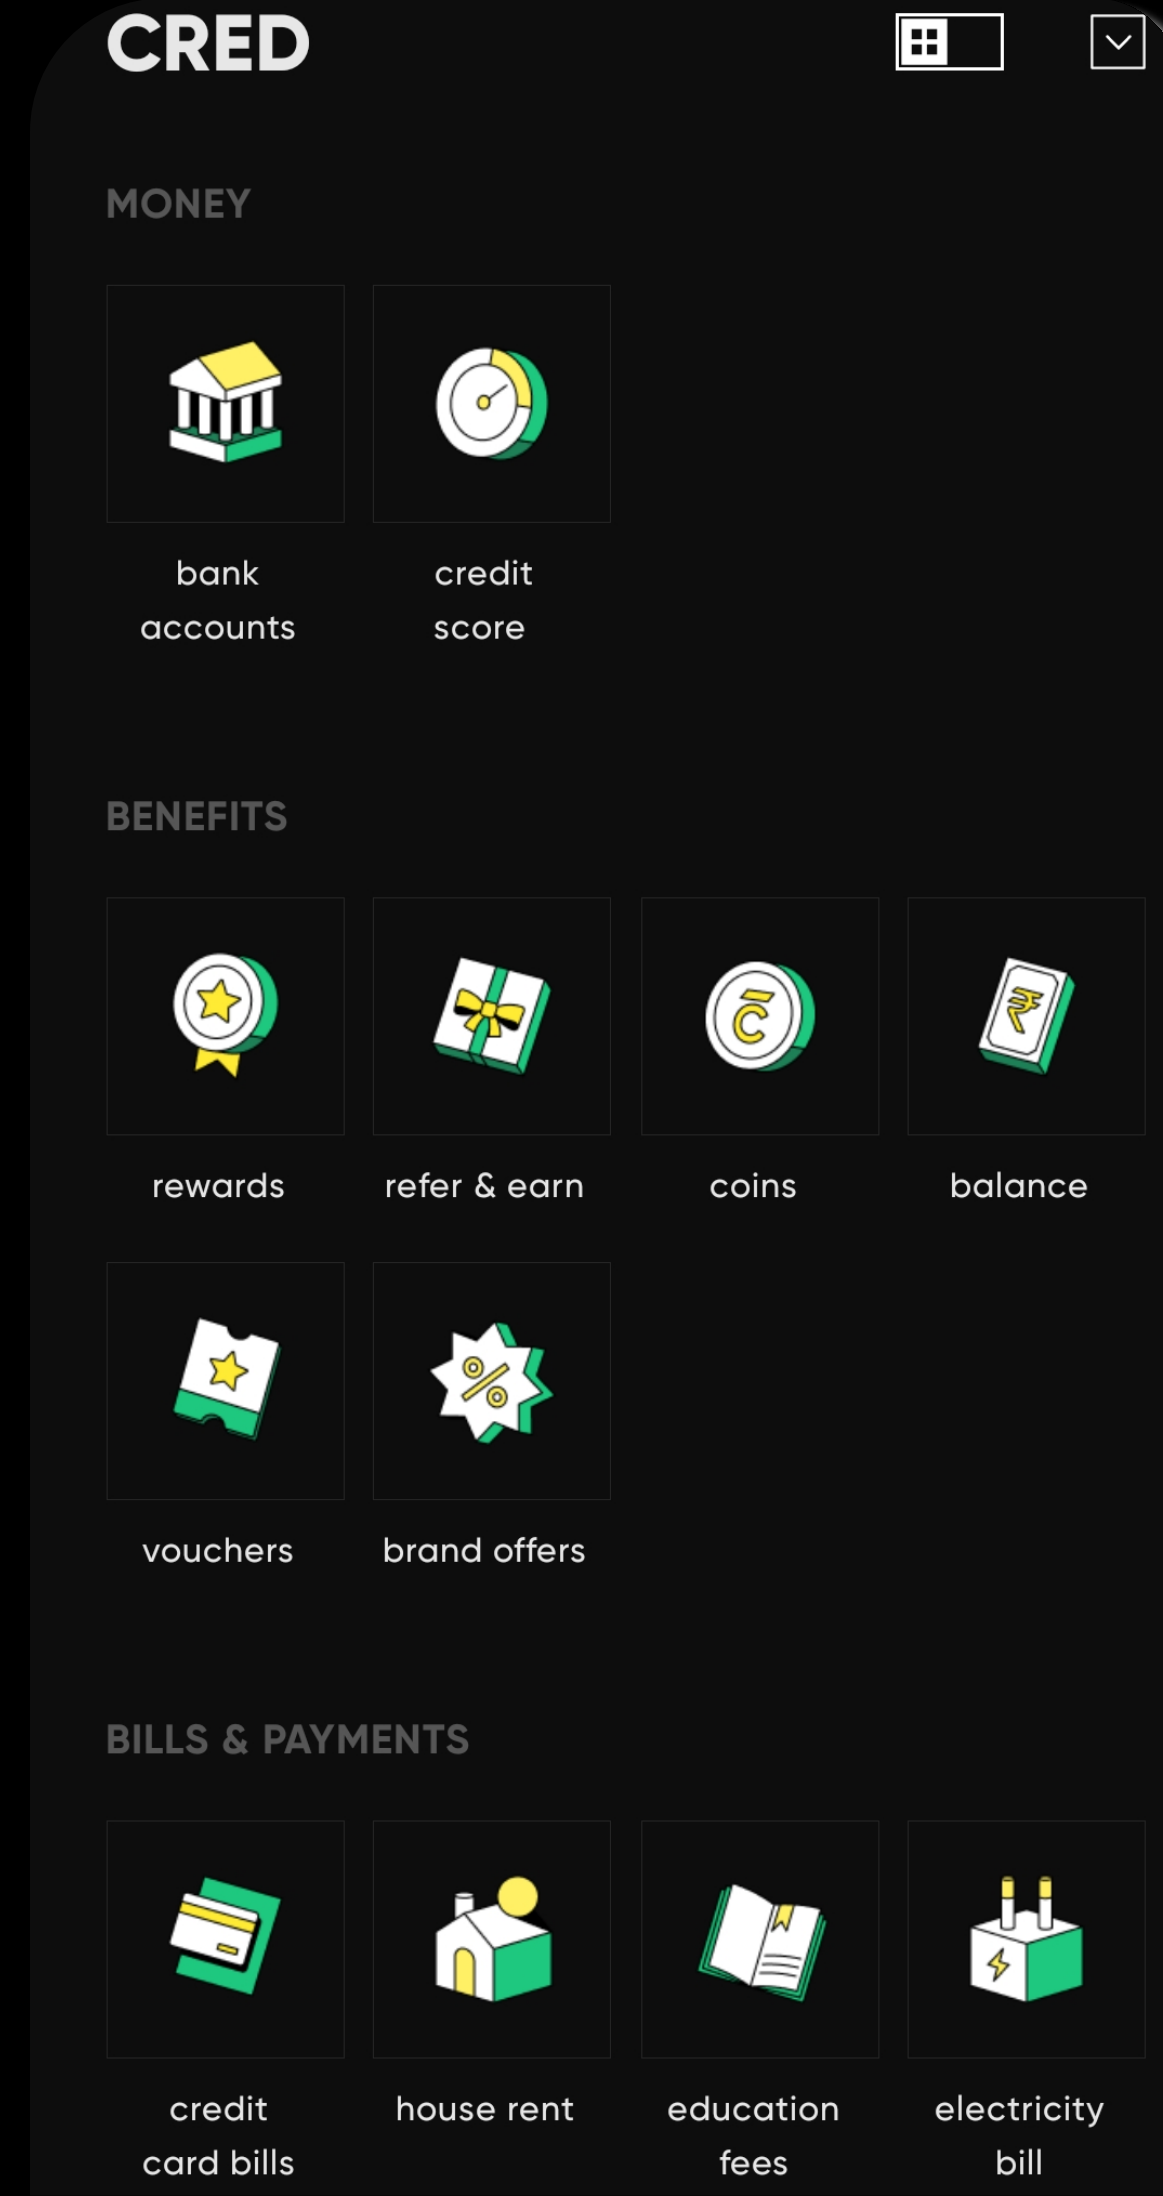 CRED
MONEY
bank
accounts
credit
score
BENEFITS
rewards
refer & earn
coins
balance
vouchers
brand offers
BILLS & PAYMENTS
credit
card bills
house rent
education
fees
electricity
bill